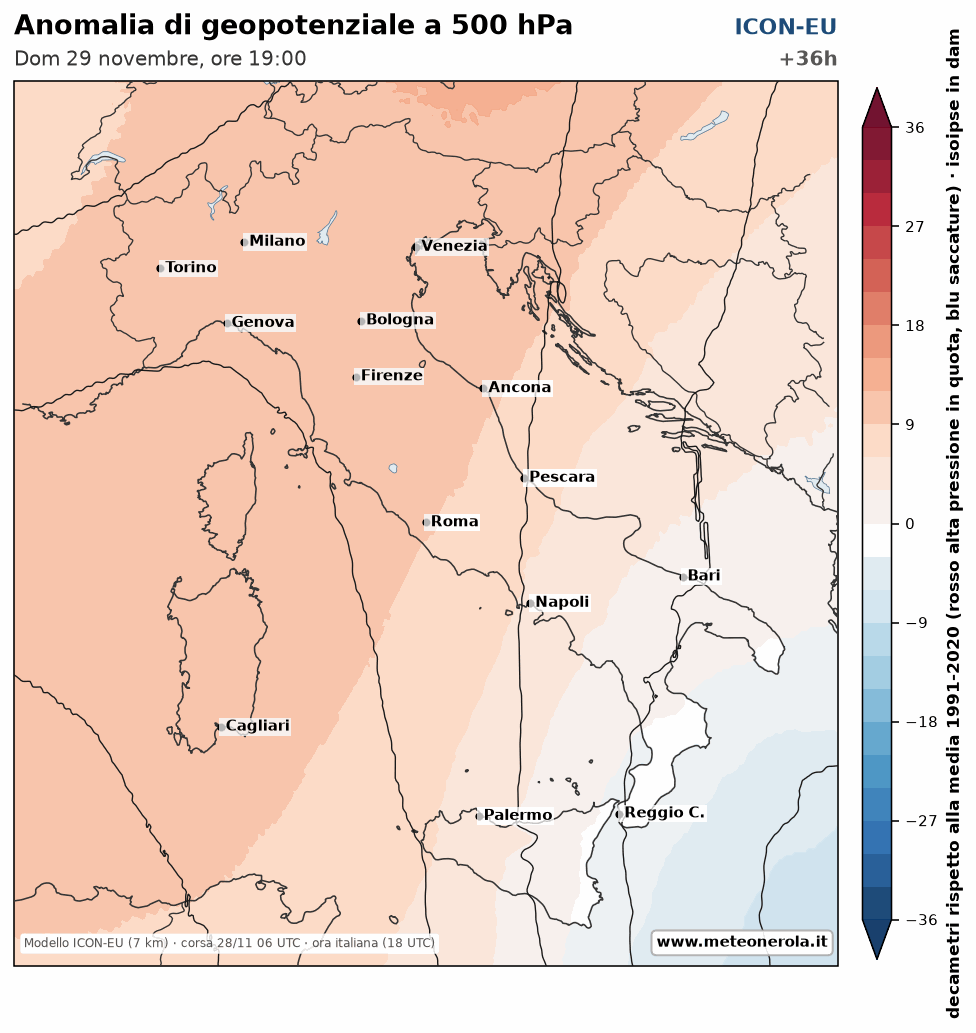 Anomalia di geopotenziale a 500 hPa
ICON-EU
Dom 29 novembre, ore 19:00
+36h
Milano
Venezia
Torino
Genova
Bologna
Firenze
Ancona
Pescara
Roma
Bari
Napoli
Cagliari
Palermo
Reggio C.
Modello ICON-EU (7 km) · corsa 28/11 06 UTC · ora italiana (18 UTC)
www.meteonerola.it
36
27
18
9
0
−9
−18
−27
−36
decametri rispetto alla media 1991-2020 (rosso alta pressione in quota, blu saccature) · isoipse in dam